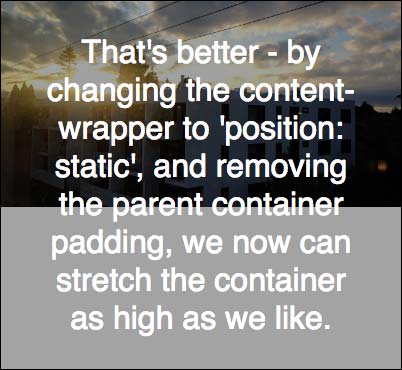 That's better - by
changing the content-
wrapper to 'position:
static', and removing
the parent container
padding, we now can
stretch the container
as high as we like.